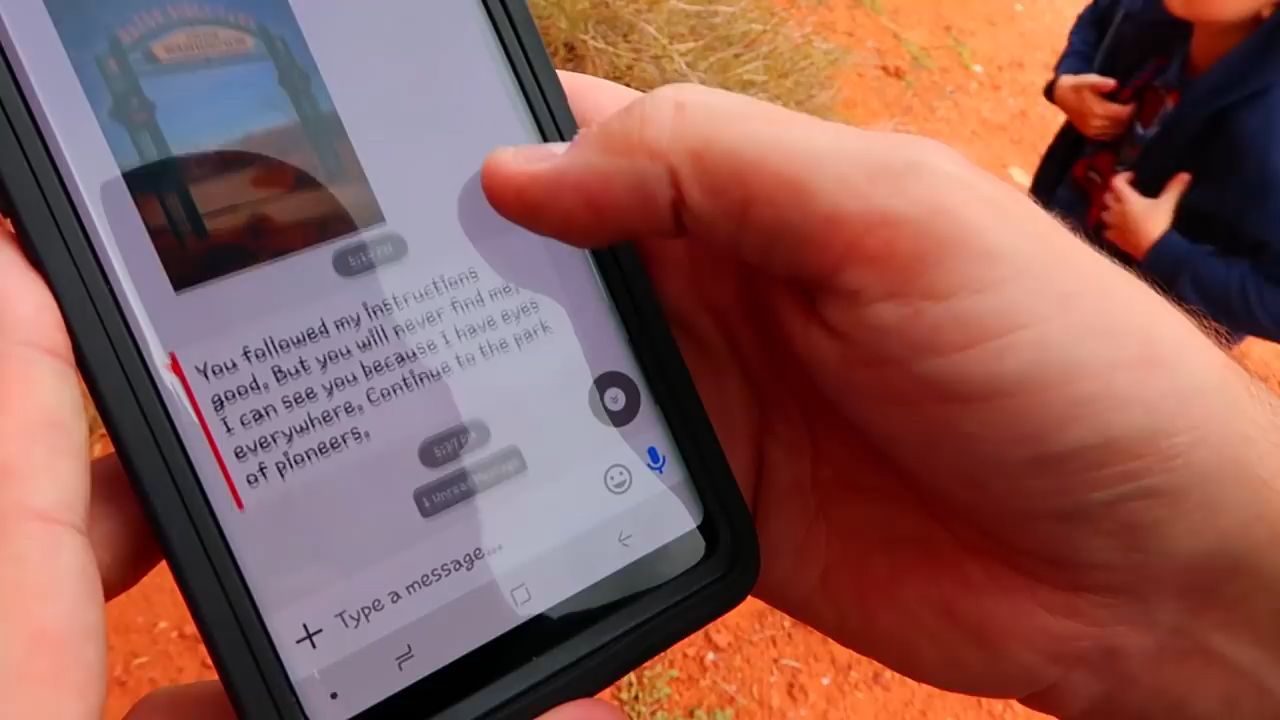 You followed my instructions
good. But you will never find me,
I can see you because I have eyes
everywhere. Continue to the park
of pioneers.
Type a message...